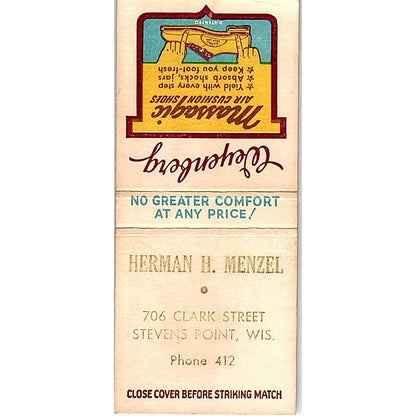 PATENTED
★ Keep you foot-fresh
★ Absorb shocks, jars,
★ Yield with every step
AIR CUSHION SHOES
Massagic
Weyenberg
NO GREATER COMFORT
AT ANY PRICE!
HERMAN H. MENZEL
706 CLARK STREET
STEVENS POINT, WIS.
Phone 412
CLOSE COVER BEFORE STRIKING MATCH